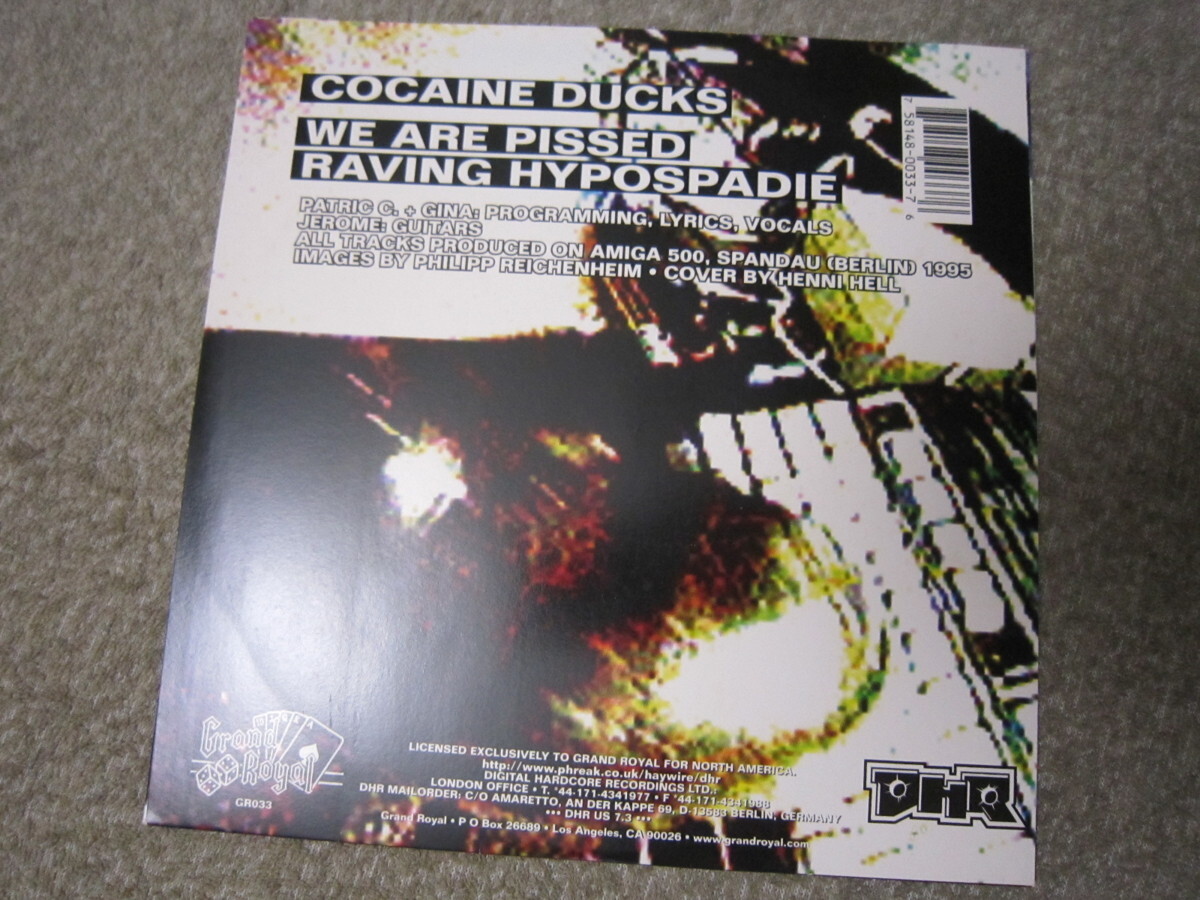 COCAINE DUCKS
WE ARE PISSED
RAVING HYPOSPADIE
7 58148-0033-7 6
PATRIC C. + GINA: PROGRAMMING, LYRICS, VOCALS
JEROME: GUITARS
ALL TRACKS PRODUCED ON AMIGA 500, SPANDAU (BERLIN) 1995
IMAGES BY PHILIPP REICHENHEIM • COVER BY HENNI HELL
Grand Royal
GR033
LICENSED EXCLUSIVELY TO GRAND ROYAL FOR NORTH AMERICA.
http://www.phreak.co.uk/haywire/dhr
DIGITAL HARDCORE RECORDINGS LTD..
LONDON OFFICE • T. *44-171-4341977 • F *44-171-4341988
DHR MAILORDER: C/O AMARETTO, AN DER KAPPE 69, D-13583 BERLIN, GERMANY
••• DHR US 7.3 •••
Grand Royal • P O Box 26689 • Los Angeles, CA 90026 • www.grandroyal.com
DHR